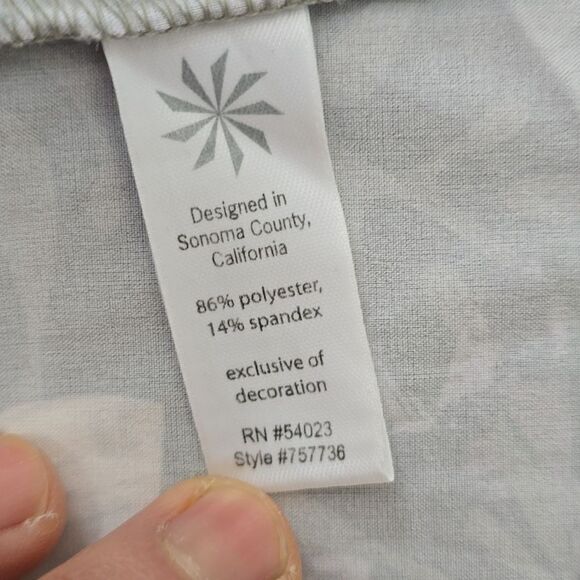 Designed in
Sonoma County,
California
86% polyester,
14% spandex
exclusive of
decoration
RN #54023
Style #757736